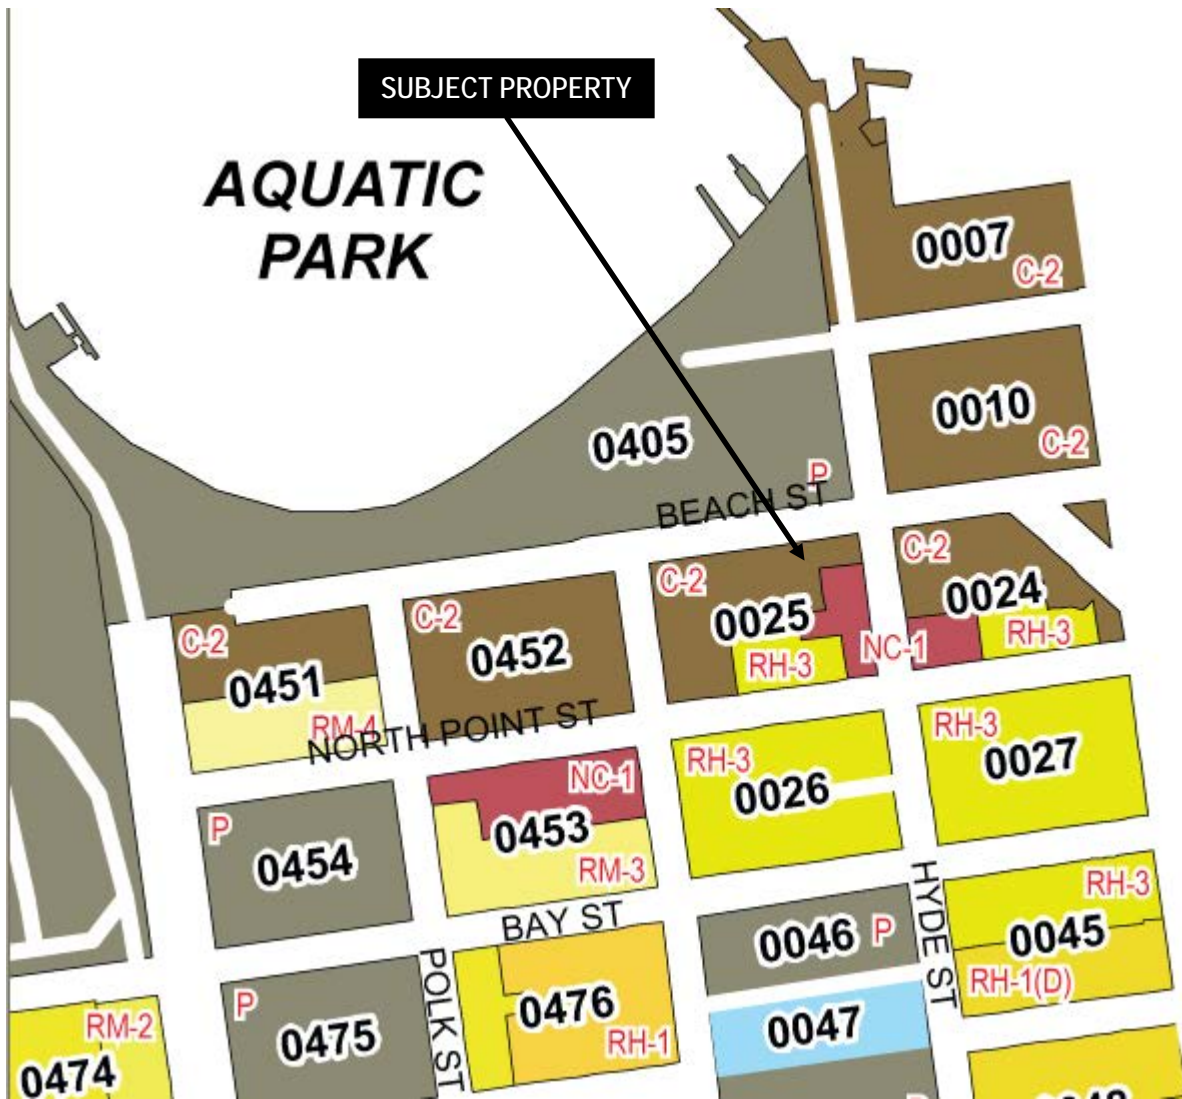 SUBJECT PROPERTY
AQUATIC
PARK
0007
C-2
0010
C-2
0405
P
BEACH ST
C-2
0025
RH-3
NC-1
C-2
0024
RH-3
C-2
0451
RM-4
C-2
0452
NORTH POINT ST
RH-3
0026
RH-3
0027
NC-1
0453
RM-3
P
0454
BAY ST
0046
P
HYDE ST
RH-3
0045
RH-1(D)
POLK ST
0476
RH-1
0047
P
0475
RM-2
0474